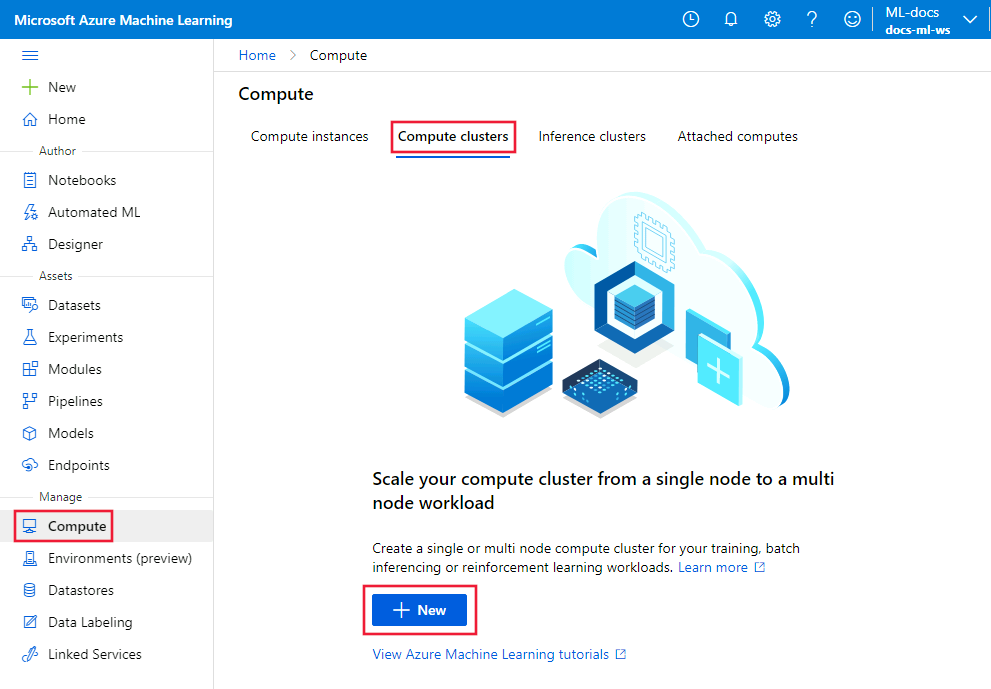 Microsoft Azure Machine Learning
ML-docs
docs-ml-ws
New
Home
Author
Notebooks
Automated ML
Designer
Assets
Datasets
Experiments
Modules
Pipelines
Models
Endpoints
Manage
Compute
Environments (preview)
Datastores
Data Labeling
Linked Services
Home > Compute
Compute
Compute instances Compute clusters Inference clusters Attached computes
Scale your compute cluster from a single node to a multi
node workload
Create a single or multi node compute cluster for your training, batch
inferencing or reinforcement learning workloads. Learn more
New
View Azure Machine Learning tutorials